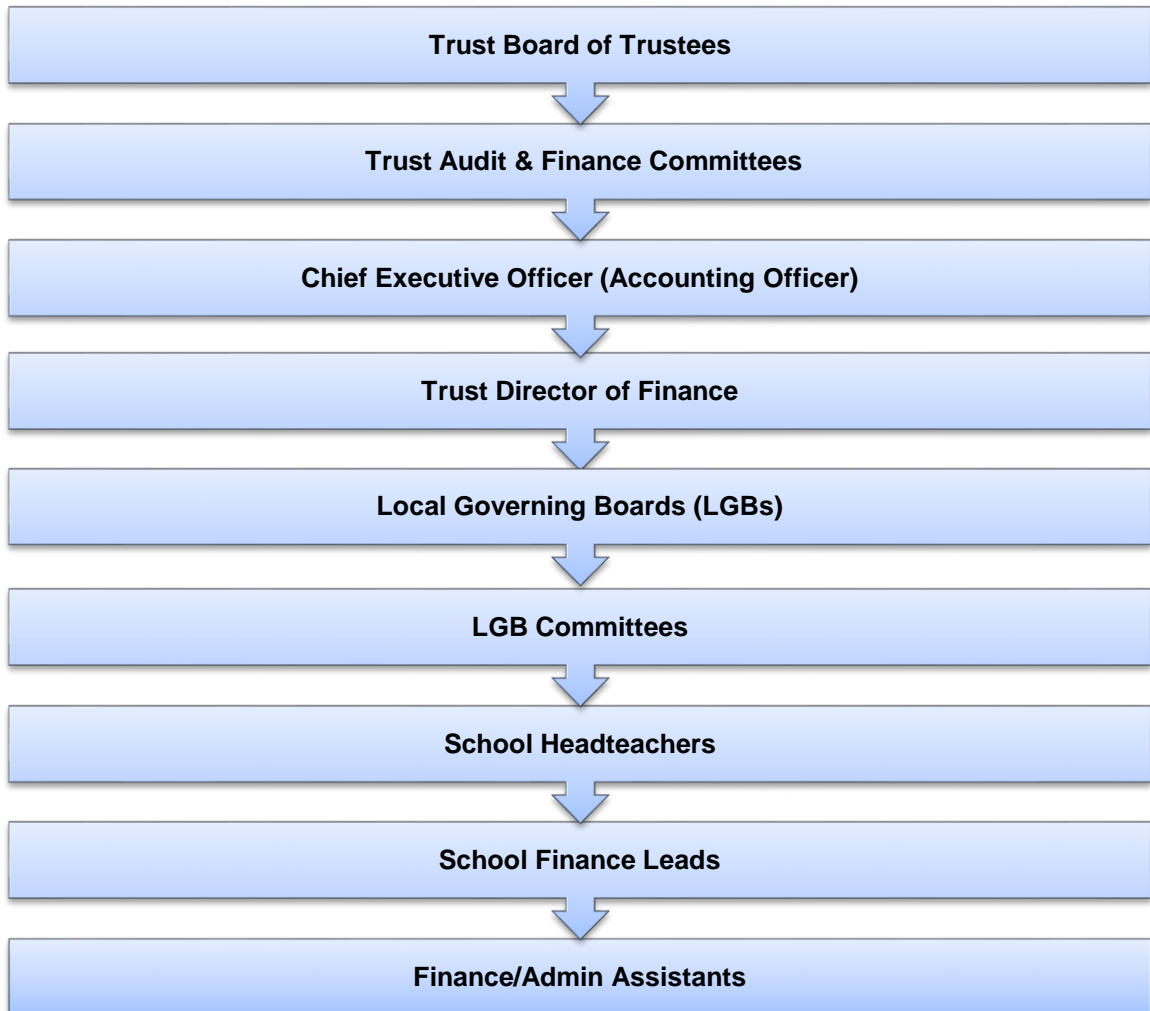 Trust Board of Trustees
Trust Audit & Finance Committees
Chief Executive Officer (Accounting Officer)
Trust Director of Finance
Local Governing Boards (LGBs)
LGB Committees
School Headteachers
School Finance Leads
Finance/Admin Assistants